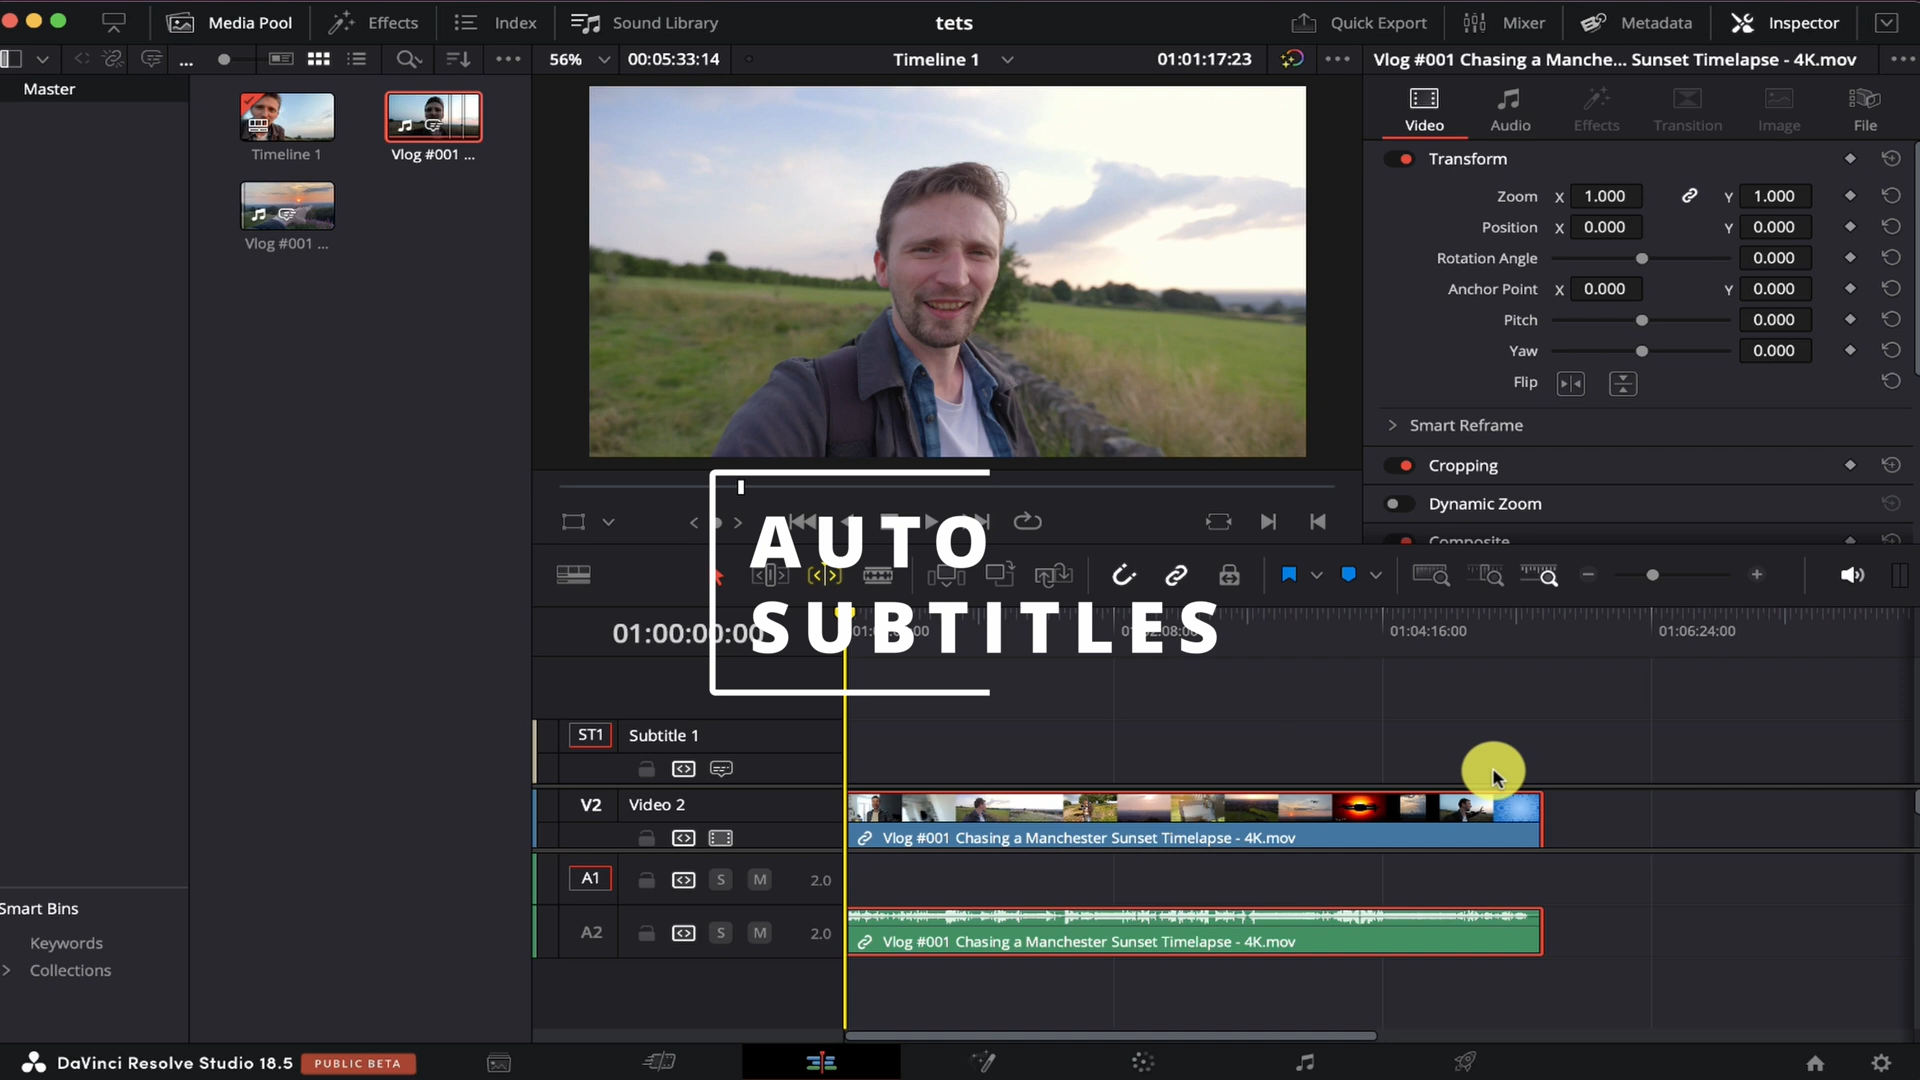 Media Pool
Effects
Index
Sound Library
tets
Quick Export
Mixer
Metadata
Inspector
56%
00:05:33:14
Timeline 1
01:01:17:23
Vlog #001 Chasing a Manche... Sunset Timelapse - 4K.mov
Master
Timeline 1
Vlog #001 ...
Vlog #001 ...
Video
Audio
Effects
Transition
Image
File
Transform
Zoom X 1.000 Y 1.000
Position X 0.000 Y 0.000
Rotation Angle 0.000
Anchor Point X 0.000 Y 0.000
Pitch 0.000
Yaw 0.000
Flip
Smart Reframe
Cropping
Dynamic Zoom
Composite
AUTO
SUBTITLES
01:00:00:00
01:04:16:00
01:06:24:00
ST1 Subtitle 1
V2 Video 2
Vlog #001 Chasing a Manchester Sunset Timelapse - 4K.mov
A1 S M 2.0
A2 S M 2.0
Vlog #001 Chasing a Manchester Sunset Timelapse - 4K.mov
Smart Bins
Keywords
Collections
DaVinci Resolve Studio 18.5
PUBLIC BETA